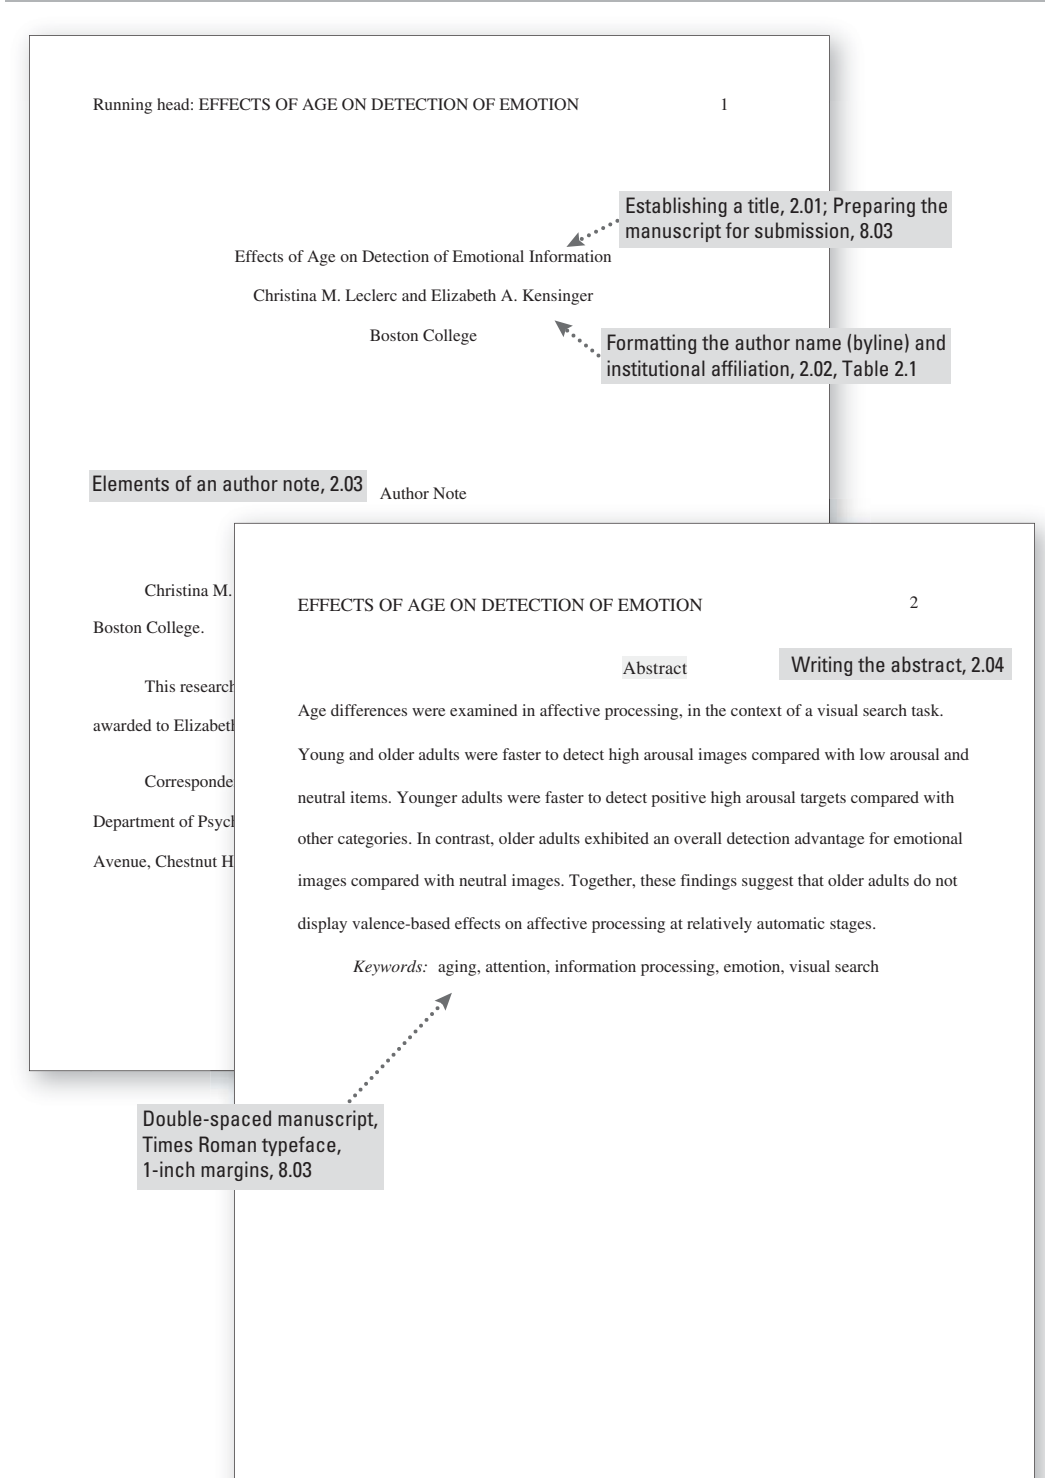 Running head: EFFECTS OF AGE ON DETECTION OF EMOTION 1
Establishing a title, 2.01; Preparing the
manuscript for submission, 8.03
Effects of Age on Detection of Emotional Information
Christina M. Leclerc and Elizabeth A. Kensinger
Boston College
Formatting the author name (byline) and
institutional affiliation, 2.02, Table 2.1
Elements of an author note, 2.03
Author Note
Christina M.
Boston College.
This research
awarded to Elizabeth
Corresponde
Department of Psych
Avenue, Chestnut H
EFFECTS OF AGE ON DETECTION OF EMOTION 2
Abstract
Writing the abstract, 2.04
Age differences were examined in affective processing, in the context of a visual search task.
Young and older adults were faster to detect high arousal images compared with low arousal and
neutral items. Younger adults were faster to detect positive high arousal targets compared with
other categories. In contrast, older adults exhibited an overall detection advantage for emotional
images compared with neutral images. Together, these findings suggest that older adults do not
display valence-based effects on affective processing at relatively automatic stages.
Keywords: aging, attention, information processing, emotion, visual search
Double-spaced manuscript,
Times Roman typeface,
1-inch margins, 8.03